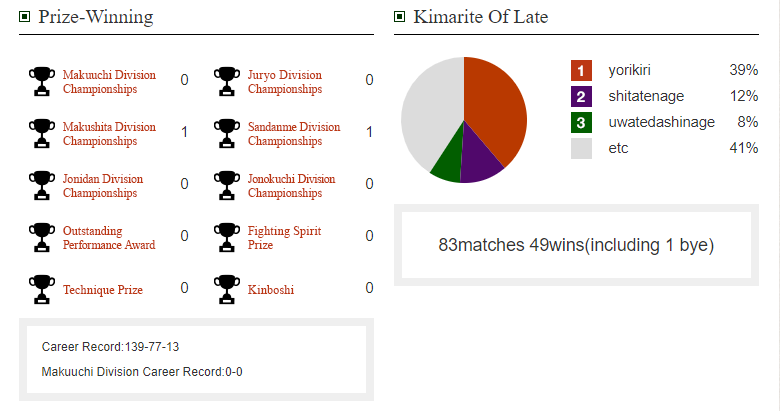 Prize-Winning
Makuuchi Division
Championships
0
Juryo Division
Championships
0
Makushita Division
Championships
1
Sandanme Division
Championships
1
Jonidan Division
Championships
0
Jonokuchi Division
Championships
0
Outstanding
Performance Award
0
Fighting Spirit
Prize
0
Technique Prize
0
Kinboshi
0
Career Record:139-77-13
Makuuchi Division Career Record:0-0
Kimarite Of Late
1 yorikiri 39%
2 shitatenage 12%
3 uwatedashinage 8%
etc 41%
83matches 49wins(including 1 bye)